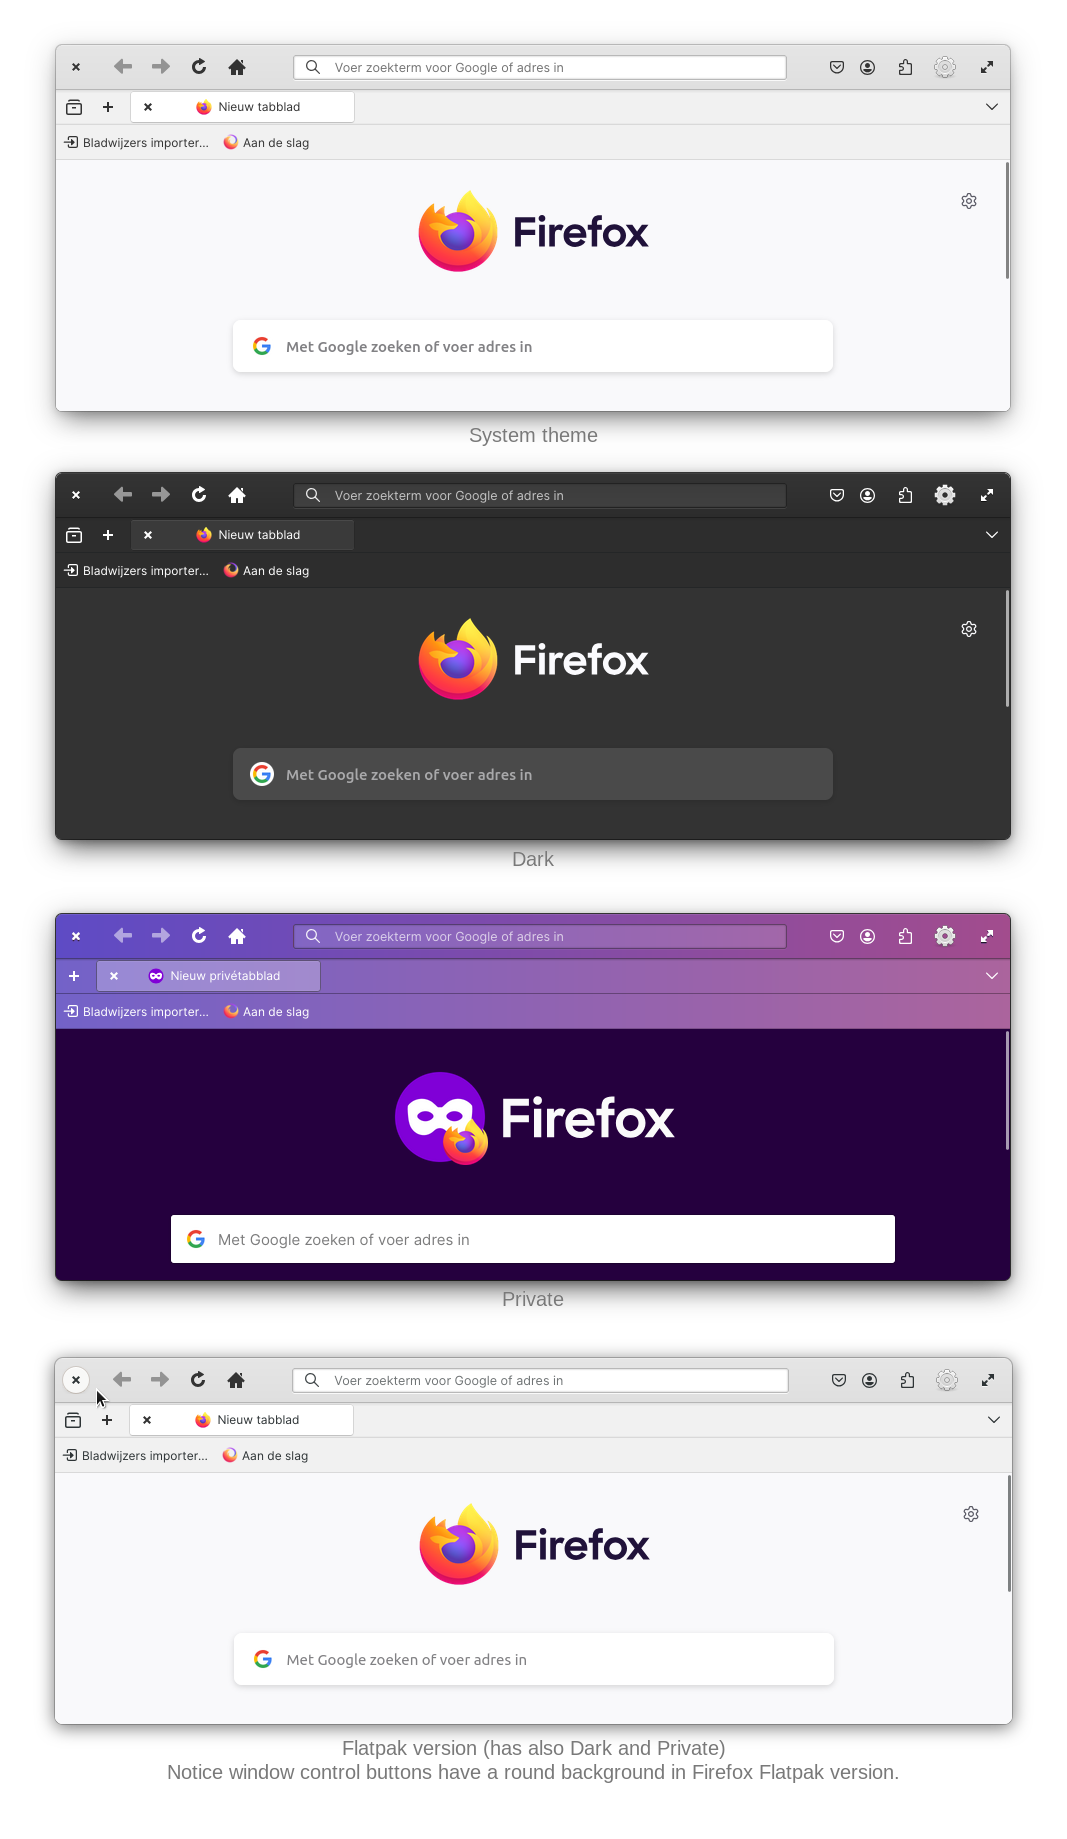 Voer zoekterm voor Google of adres in
Nieuw tabblad
Bladwijzers importer... Aan de slag
Firefox
Met Google zoeken of voer adres in
System theme
Voer zoekterm voor Google of adres in
Nieuw tabblad
Bladwijzers importer... Aan de slag
Firefox
Met Google zoeken of voer adres in
Dark
Voer zoekterm voor Google of adres in
Nieuw privétabblad
Bladwijzers importer... Aan de slag
Firefox
Met Google zoeken of voer adres in
Private
Voer zoekterm voor Google of adres in
Nieuw tabblad
Bladwijzers importer... Aan de slag
Firefox
Met Google zoeken of voer adres in
Flatpak version (has also Dark and Private)
Notice window control buttons have a round background in Firefox Flatpak version.